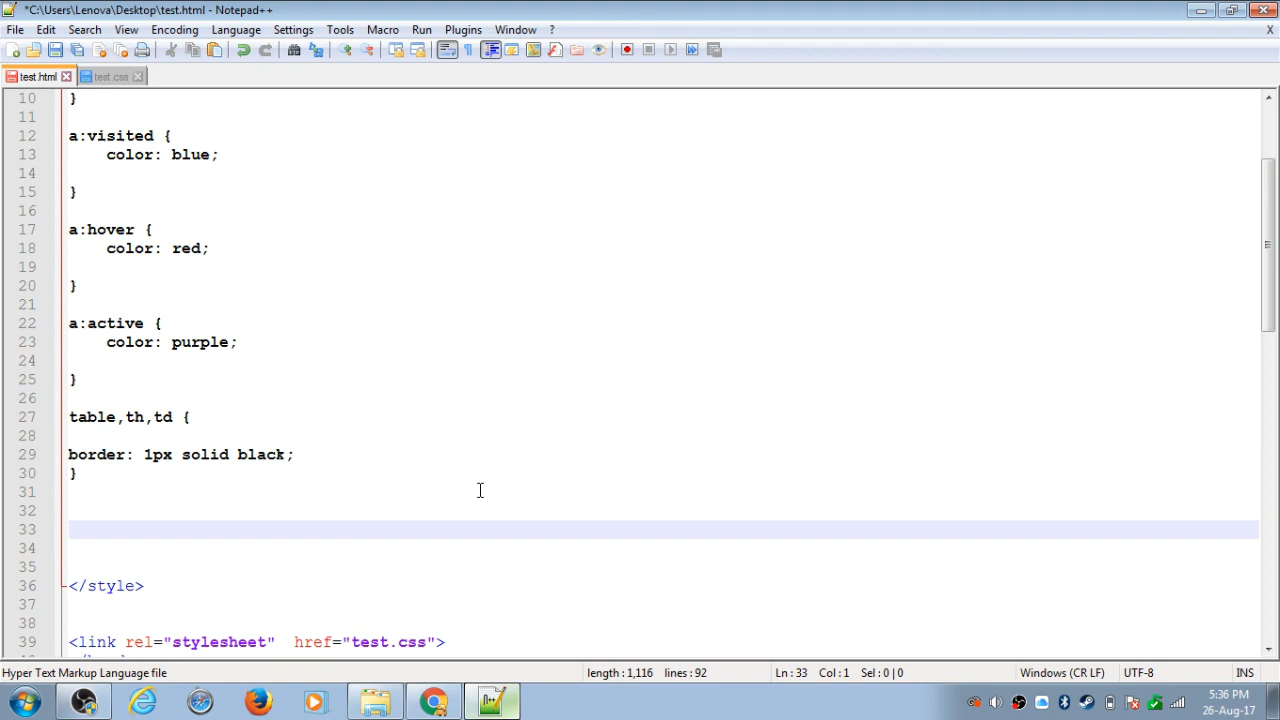 *C:\Users\Lenova\Desktop\test.html - Notepad++
File Edit Search View Encoding Language Settings Tools Macro Run Plugins Window ? X
test.html test.css
10 }
11
12 a:visited {
13 color: blue;
14
15 }
16
17 a:hover {
18 color: red;
19
20 }
21
22 a:active {
23 color: purple;
24
25 }
26
27 table,th,td {
28
29 border: 1px solid black;
30 }
31
32
33
34
35
36 </style>
37
38
39 <link rel="stylesheet" href="test.css">
Hyper Text Markup Language file length : 1,116 lines : 92 Ln : 33 Col : 1 Sel : 0 | 0 Windows (CR LF) UTF-8 INS
5:36 PM
26-Aug-17